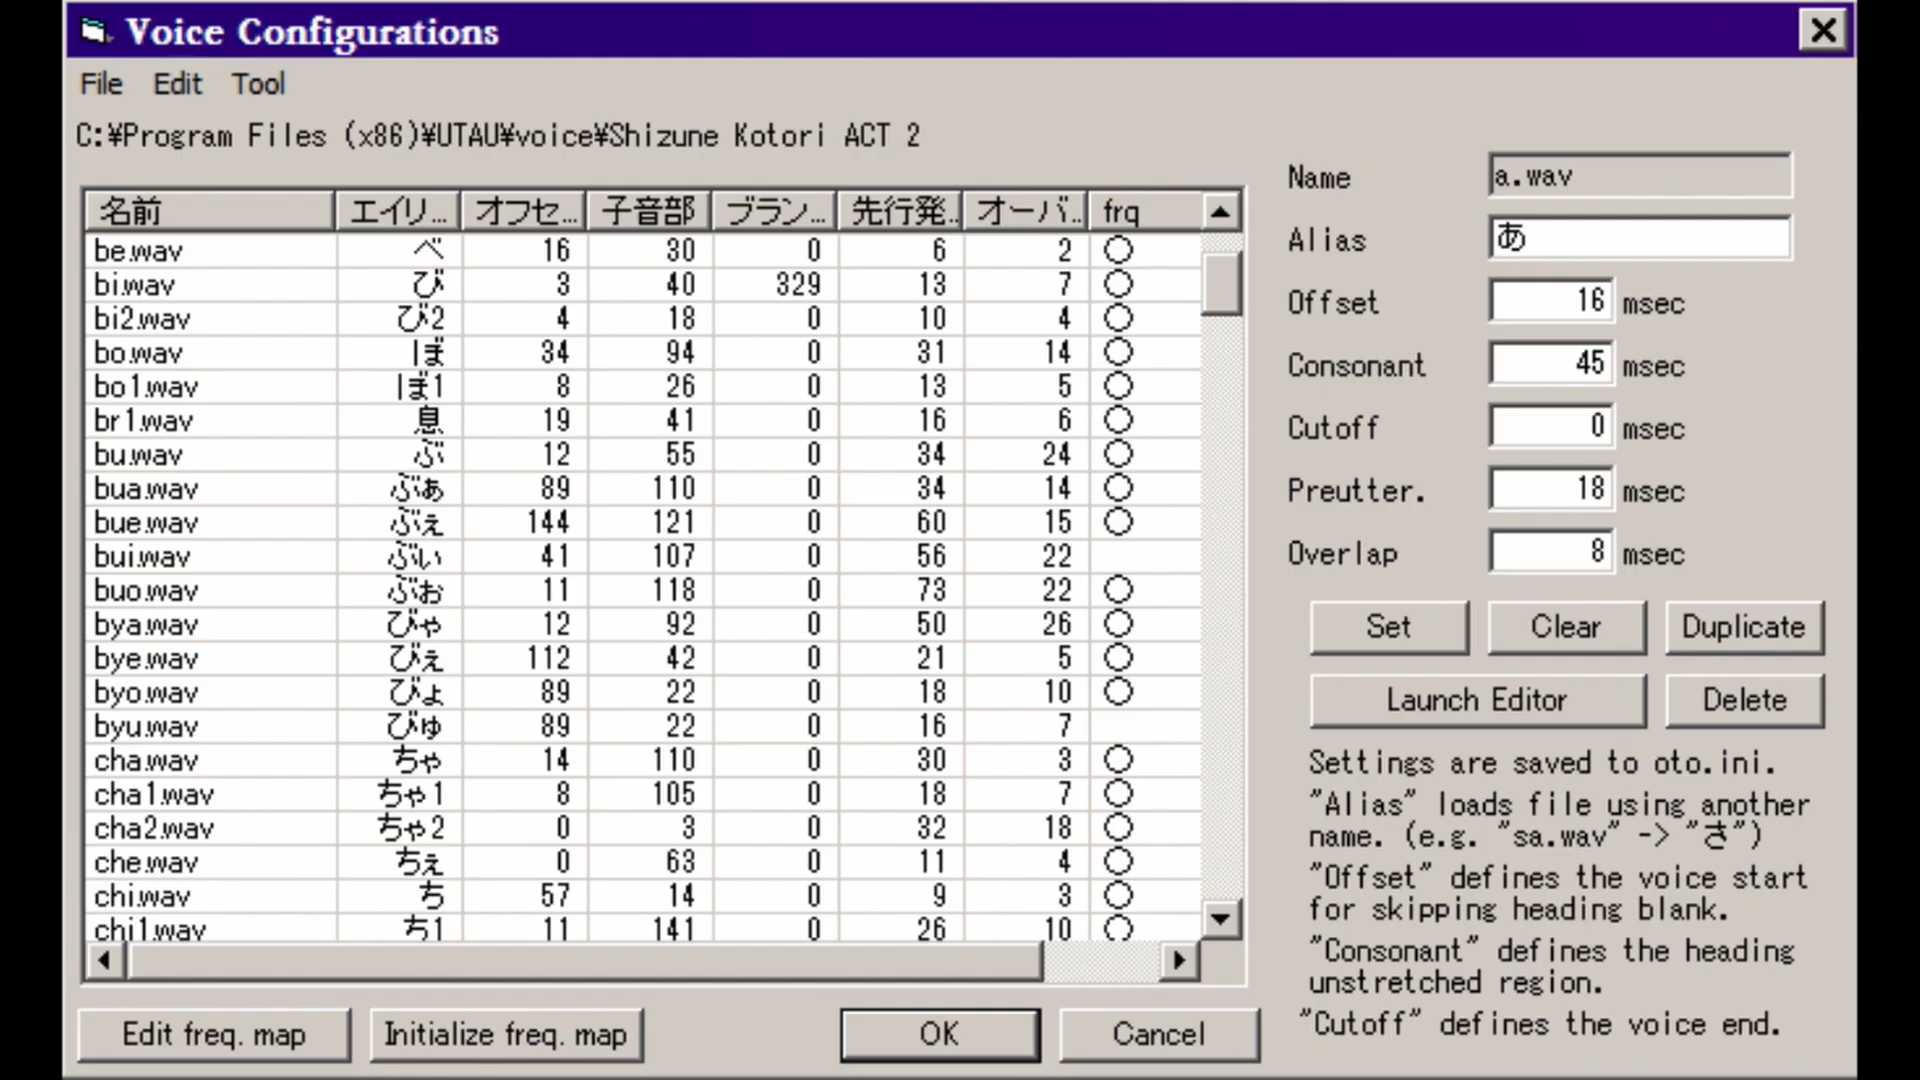 Voice Configurations
File Edit Tool
C:¥Program Files (x86)¥UTAU¥voice¥Shizune Kotori ACT 2
名前 エイリ... オフセ... 子音部 ブラン... 先行発... オーバ... frq
be.wav べ 16 30 0 6 2 ○
bi.wav び 3 40 329 13 7 ○
bi2.wav び2 4 18 0 10 4 ○
bo.wav ぼ 34 94 0 31 14 ○
bo1.wav ぼ1 8 26 0 13 5 ○
br1.wav 息 19 41 0 16 6 ○
bu.wav ぶ 12 55 0 34 24 ○
bua.wav ぶぁ 89 110 0 34 14 ○
bue.wav ぶぇ 144 121 0 60 15 ○
bui.wav ぶぃ 41 107 0 56 22
buo.wav ぶぉ 11 118 0 73 22 ○
bya.wav びゃ 12 92 0 50 26 ○
bye.wav びぇ 112 42 0 21 5 ○
byo.wav びょ 89 22 0 18 10 ○
byu.wav びゅ 89 22 0 16 7
cha.wav ちゃ 14 110 0 30 3 ○
cha1.wav ちゃ1 8 105 0 18 7 ○
cha2.wav ちゃ2 0 3 0 32 18 ○
che.wav ちぇ 0 63 0 11 4 ○
chi.wav ち 57 14 0 9 3 ○
chi1.wav ち1 11 141 0 26 10 ○
Edit freq. map Initialize freq. map OK Cancel
Name a.wav
Alias あ
Offset 16 msec
Consonant 45 msec
Cutoff 0 msec
Preutter. 18 msec
Overlap 8 msec
Set Clear Duplicate
Launch Editor Delete
Settings are saved to oto.ini.
"Alias" loads file using another
name. (e.g. "sa.wav" -> "さ")
"Offset" defines the voice start
for skipping heading blank.
"Consonant" defines the heading
unstretched region.
"Cutoff" defines the voice end.